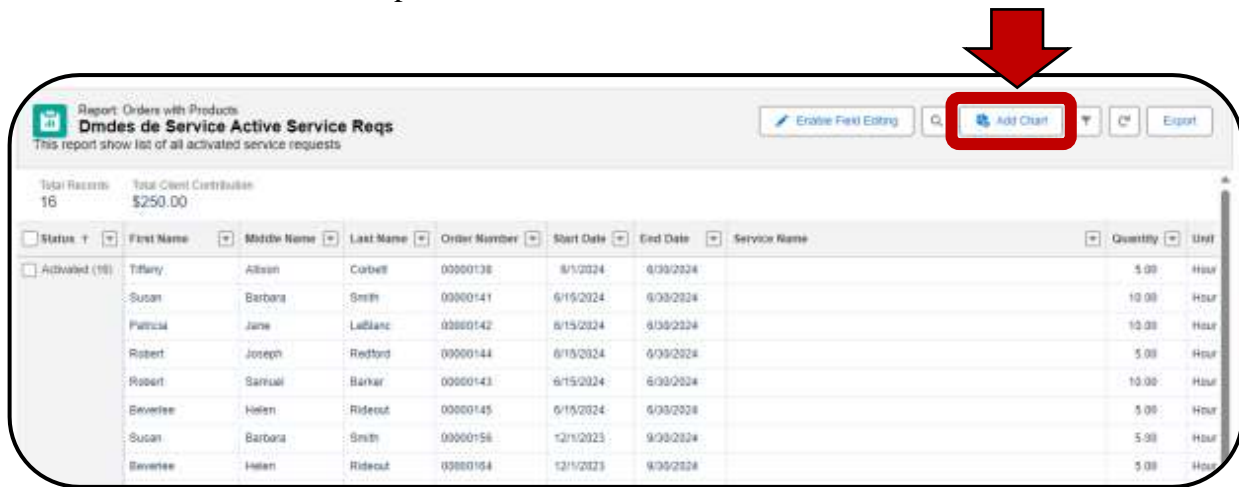 Report: Orders with Products
Dmdes de Service Active Service Reqs
This report show list of all activated service requests
Enable Field Editing
Add Chart
Export
Total Records Total Client Contribution
16 $250.00
Status ↑ First Name Middle Name Last Name Order Number Start Date End Date Service Name Quantity Unit
Activated (16) Tiffany Allison Corbett 00000138 6/30/2024 5.00 Hour
Susan Barbara Smith 00000141 6/15/2024 6/30/2024 10.00 Hour
Patricia Jane LeBlanc 00000142 6/15/2024 6/30/2024 10.00 Hour
Robert Joseph Redford 00000144 6/15/2024 6/30/2024 5.00 Hour
Robert Samuel Barker 00000143 6/15/2024 6/30/2024 10.00 Hour
Beverlee Helen Rideout 00000145 6/15/2024 6/30/2024 5.00 Hour
Susan Barbara Smith 00000156 12/1/2023 9/30/2024 5.00 Hour
Beverlee Helen Rideout 00000164 12/1/2023 9/30/2024 5.00 Hour